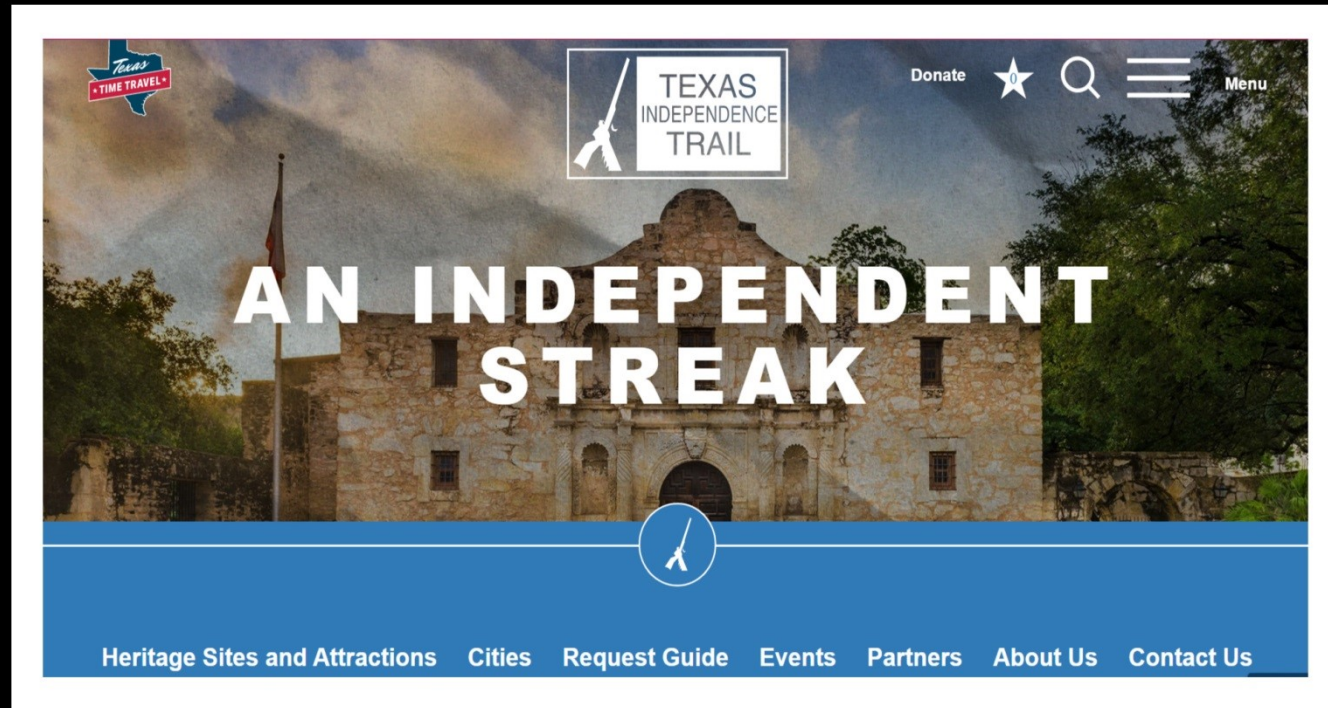 Texas
TIME TRAVEL
TEXAS
INDEPENDENCE
TRAIL
Donate
0
Menu
AN INDEPENDENT
STREAK
Heritage Sites and Attractions Cities Request Guide Events Partners About Us Contact Us